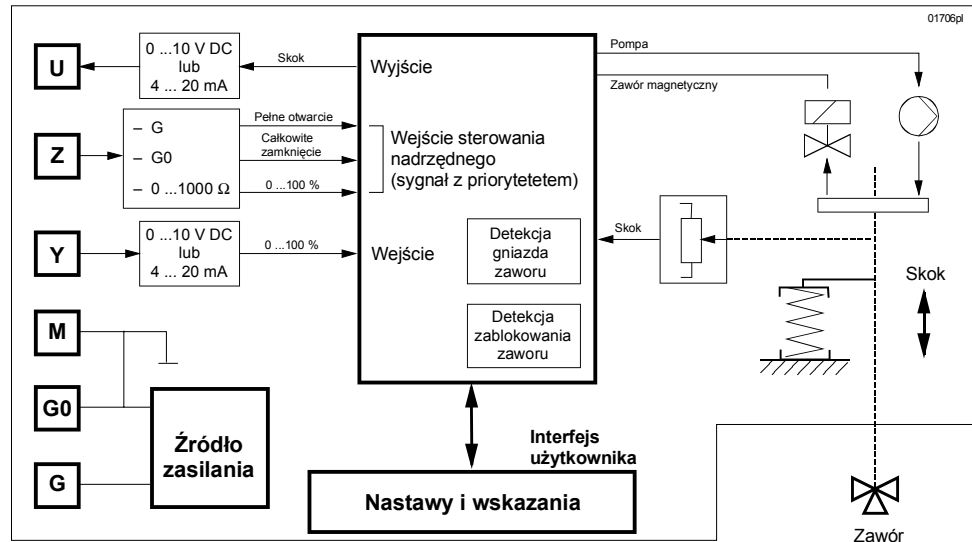 01706pl
U
0 ...10 V DC
lub
4 ... 20 mA
Skok
Wyjście
Pompa
Zawór magnetyczny
Z
– G
– G0
– 0 ...1000 Ω
Pełne otwarcie
Całkowite
zamknięcie
0 ...100 %
Wejście sterowania
nadrzędnego
(sygnał z priorytetetem)
Y
0 ...10 V DC
lub
4 ... 20 mA
0 ...100 %
Wejście
Detekcja
gniazda
zaworu
Skok
Skok
Detekcja
zablokowania
zaworu
M
G0
G
Źródło
zasilania
Interfejs
użytkownika
Nastawy i wskazania
Zawór